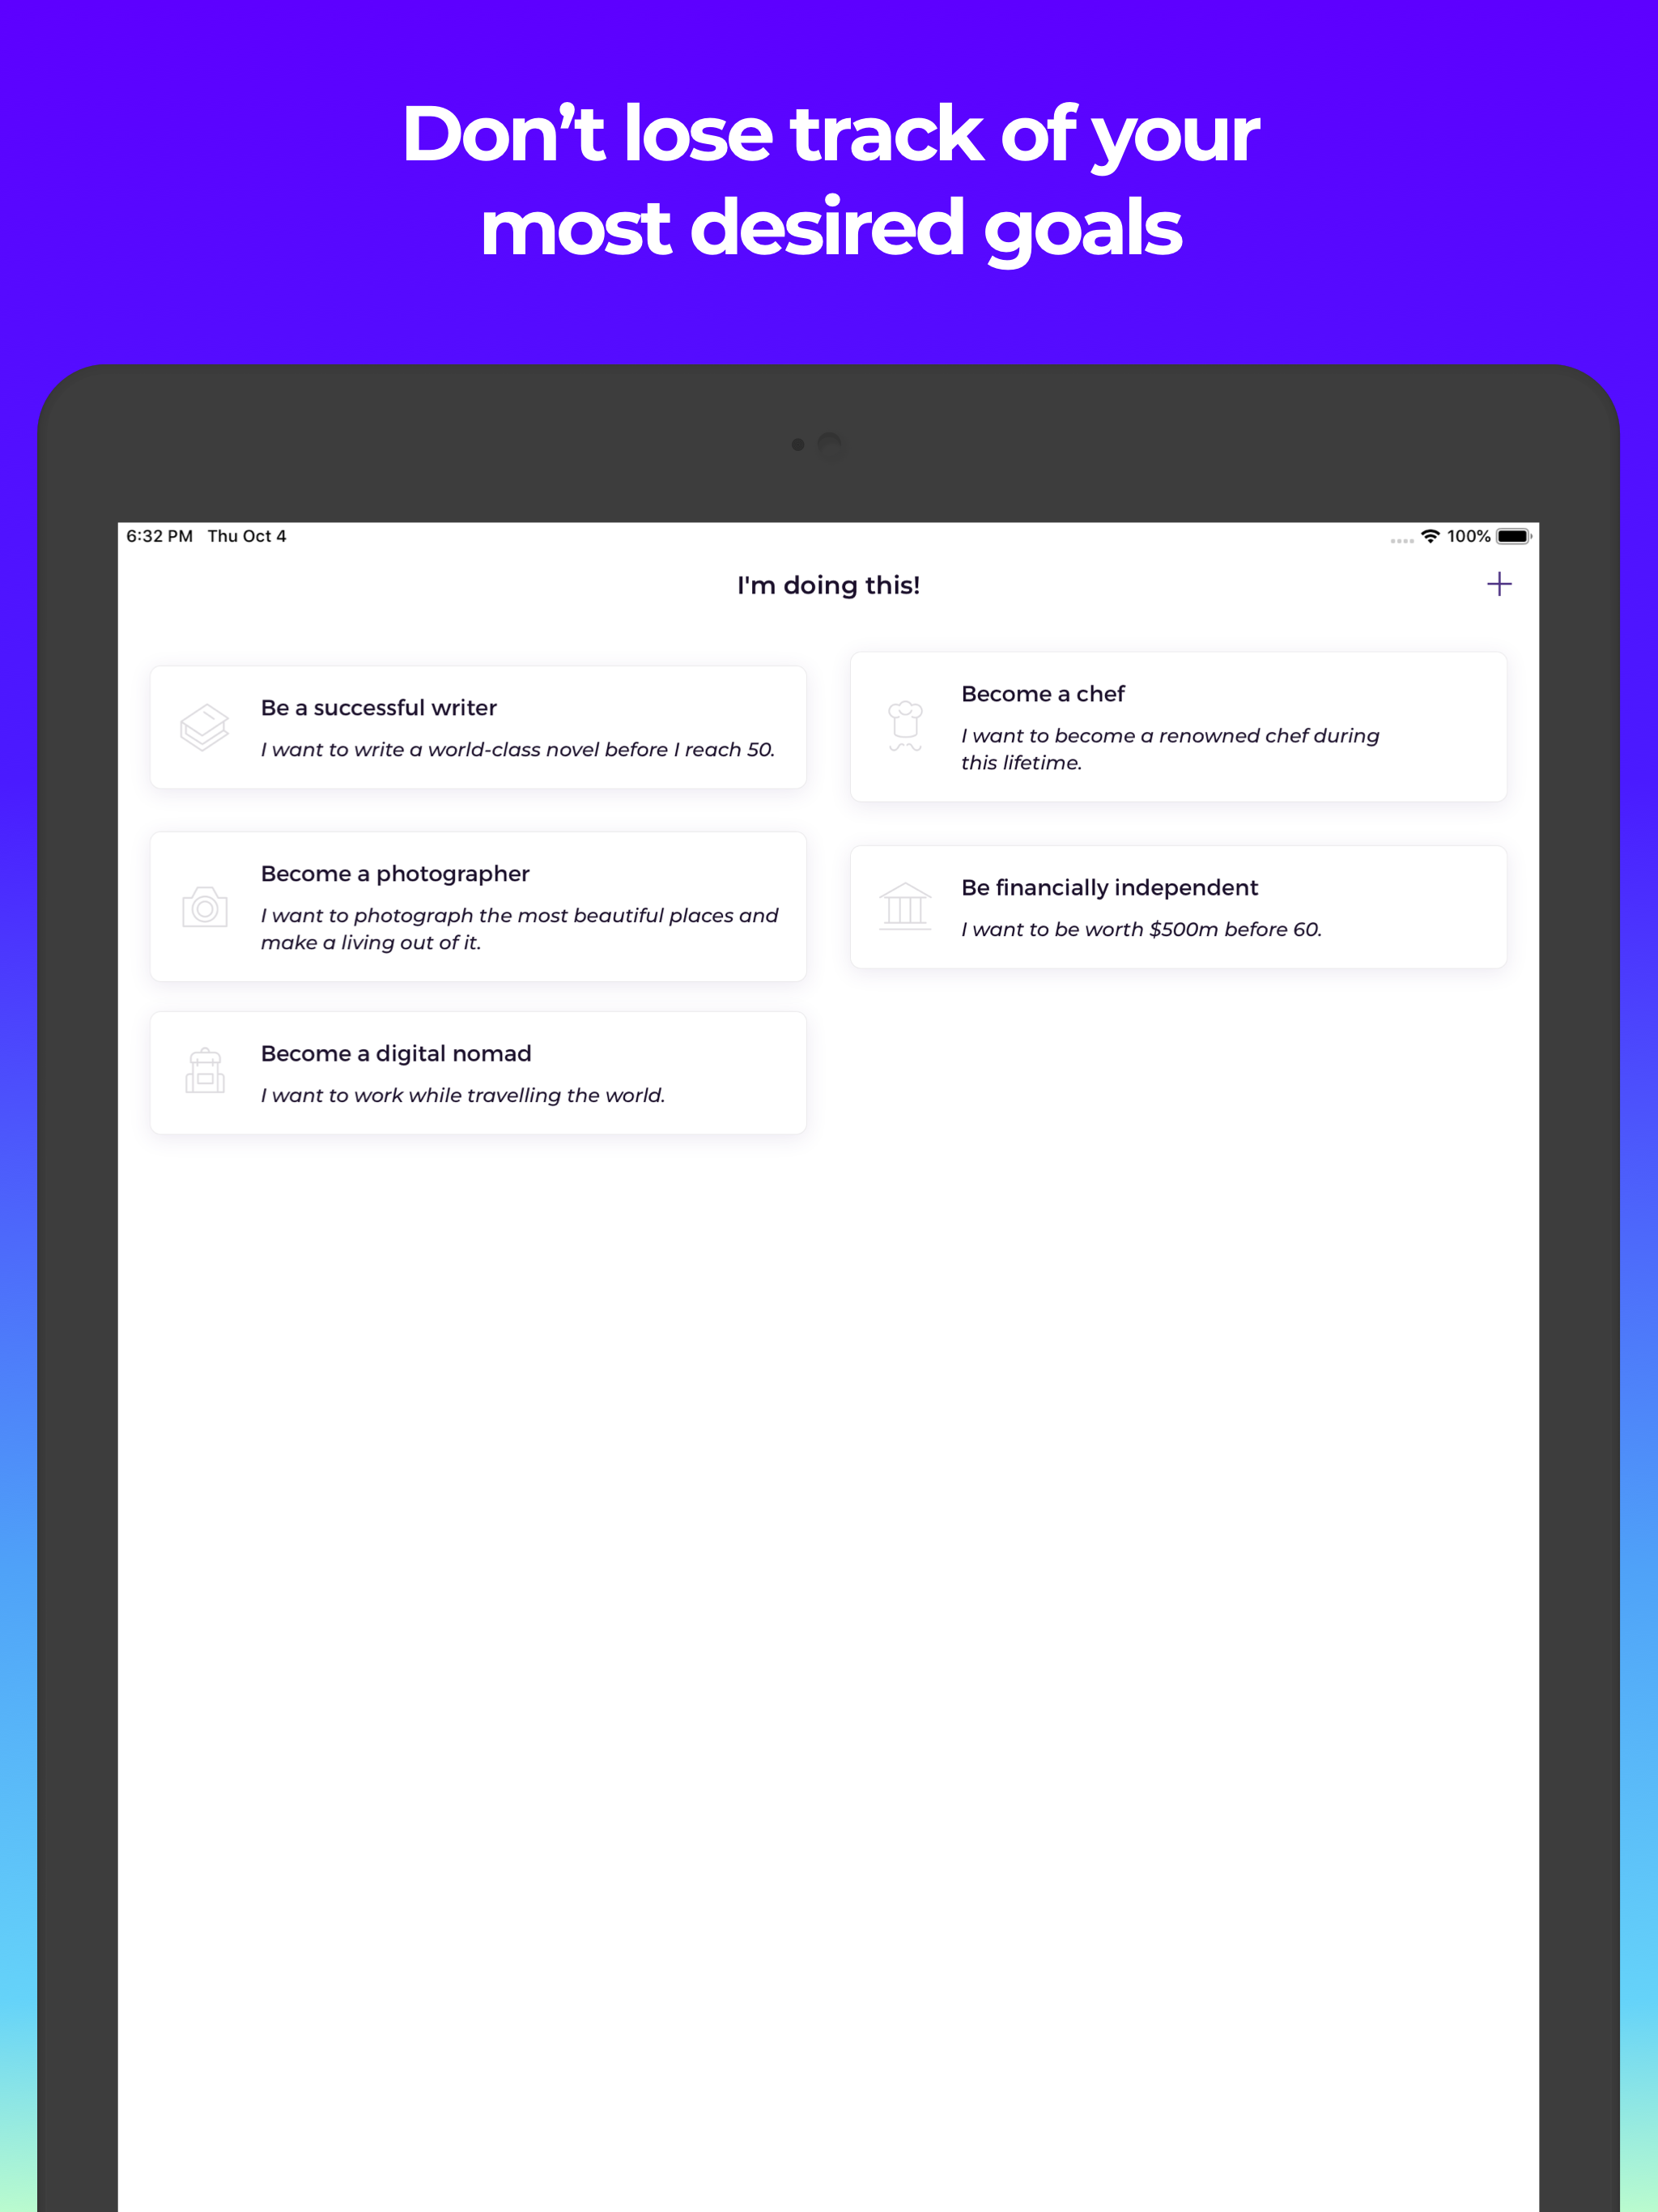 Don’t lose track of your
most desired goals
6:32 PM Thu Oct 4
100%
I'm doing this!
Be a successful writer
I want to write a world-class novel before I reach 50.
Become a chef
I want to become a renowned chef during
this lifetime.
Become a photographer
I want to photograph the most beautiful places and
make a living out of it.
Be financially independent
I want to be worth $500m before 60.
Become a digital nomad
I want to work while travelling the world.